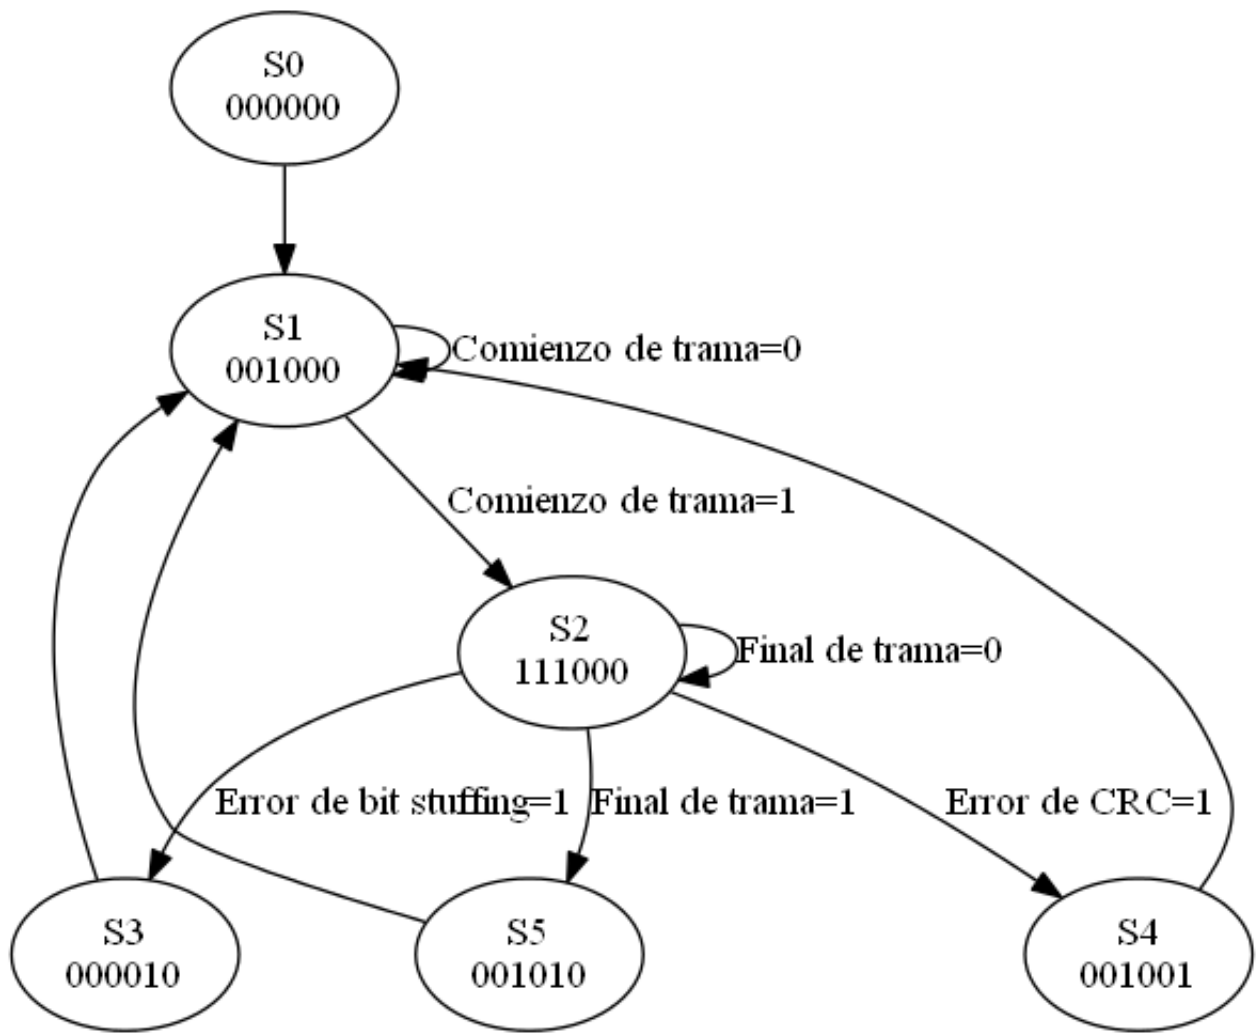 S0
000000
S1
001000
Comienzo de trama=0
Comienzo de trama=1
S2
111000
Final de trama=0
Error de bit stuffing=1
Final de trama=1
Error de CRC=1
S3
000010
S5
001010
S4
001001